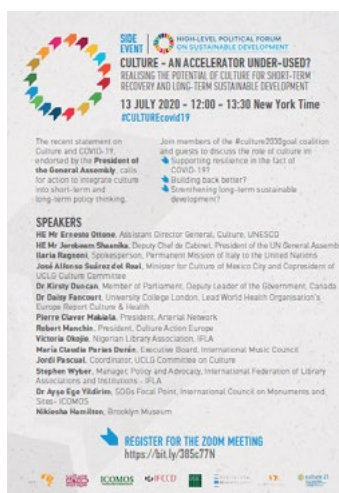 SIDE EVENT
HIGH-LEVEL POLITICAL FORUM
ON SUSTAINABLE DEVELOPMENT
CULTURE - AN ACCELERATOR UNDER-USED?
REALISING THE POTENTIAL OF CULTURE FOR SHORT-TERM
RECOVERY AND LONG-TERM SUSTAINABLE DEVELOPMENT
13 JULY 2020 - 12:00 - 13:30 New York Time
#CULTUREcovid19
The recent statement on
Culture and COVID-19,
endorsed by the President of
the General Assembly, calls
for action to integrate culture
into short-term and
long-term policy thinking.
Join members of the #culture2030goal coalition
and guests to discuss the role of culture in:
Supporting resilience in the fact of
COVID-19?
Building back better?
Strenthening long-term sustainable
development?
SPEAKERS
HE Mr Ernesto Ottone, Assistant Director General, Culture, UNESCO
HE Mr Jerobeam Shaanika, Deputy Chef de Cabinet, President of the UN General Assemb
Ilaria Ragnoni, Spokesperson, Permanent Mission of Italy to the United Nations
José Alfonso Suárez del Real, Minister for Culture of Mexico City and Copresident of
UCLG Culture Committee
Dr Kirsty Duncan, Member of Parliament, Deputy Leader of the Government, Canada
Dr Daisy Fancourt, University College London, Lead World Health Organisation's
Europe Report Culture & Health
Pierre Claver Mabiala, President, Arterial Network
Robert Manchin, President, Culture Action Europe
Victoria Okojie, Nigerian Library Association, IFLA
María Claudia Parias Durán, Executive Board, International Music Council
Jordi Pascual, Coordinator, UCLG Committee on Culture
Stephen Wyber, Manager, Policy and Advocacy, International Federation of Library
Associations and Institutions - IFLA
Dr Ayşe Ege Yildirim, SDGs Focal Point, International Council on Monuments and
Sites- ICOMOS
Nikiesha Hamilton, Brooklyn Museum
REGISTER FOR THE ZOOM MEETING
https://bit.ly/385c77N
ICOMOS
IFCCD
culture 21